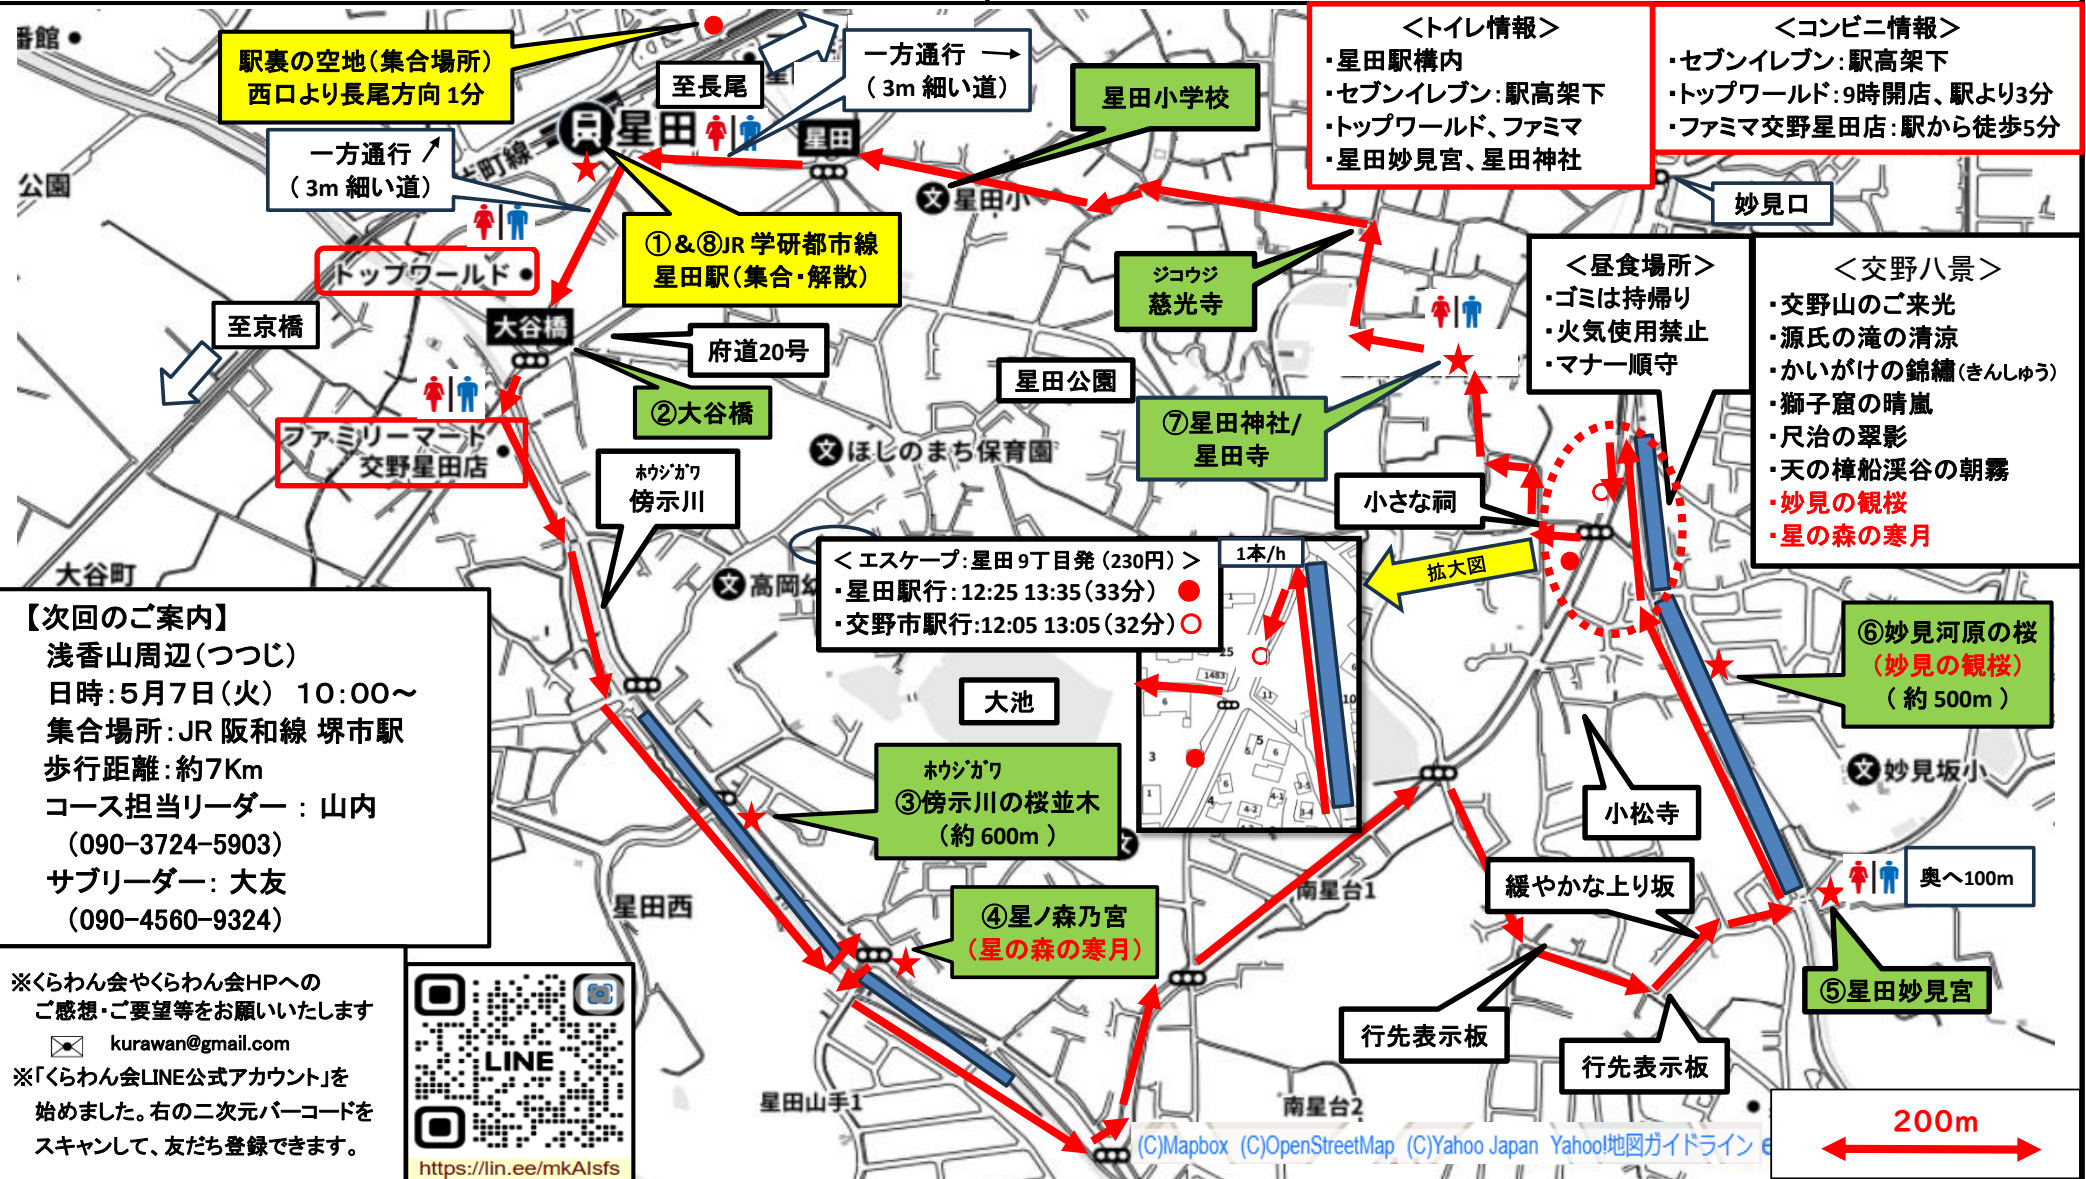 番館
駅裏の空地(集合場所)
西口より長尾方向 1分
至長尾
一方通行 →
( 3m 細い道)
一方通行 ↗
( 3m 細い道)
星田
星田
公園
星田小学校
星田小
<トイレ情報>
・星田駅構内
・セブンイレブン：駅高架下
・トップワールド、ファミマ
・星田妙見宮、星田神社
<コンビニ情報>
・セブンイレブン：駅高架下
・トップワールド：9時開店、駅より3分
・ファミマ交野星田店：駅から徒歩5分
妙見口
①&⑧JR 学研都市線
星田駅(集合・解散)
トップワールド
至京橋
大谷橋
府道20号
②大谷橋
ファミリーマート
交野星田店
ジコウジ
慈光寺
星田公園
ほしのまち保育園
⑦星田神社/
星田寺
<昼食場所>
・ゴミは持帰り
・火気使用禁止
・マナー順守
<交野八景>
・交野山のご来光
・源氏の滝の清涼
・かいがけの錦繡(きんしゅう)
・獅子窟の晴嵐
・尺治の翠影
・天の樟船渓谷の朝霧
・妙見の観桜
・星の森の寒月
ホウジガワ
傍示川
小さな祠
大谷町
高岡幼
< エスケープ：星田 9丁目発 (230円) >
・星田駅行：12:25 13:35(33分) ●
・交野市駅行:12:05 13:05(32分)○
1本/h
拡大図
1
25
1483
6
11
6
10
3
5
5
6
6
1
4
4-2
4-1
3-5
3-4
【次回のご案内】
浅香山周辺(つつじ)
日時：5月7日(火) 10：00～
集合場所：JR 阪和線 堺市駅
歩行距離：約7Km
コース担当リーダー ： 山内
(090-3724-5903)
サブリーダー： 大友
(090-4560-9324)
⑥妙見河原の桜
(妙見の観桜)
( 約 500m )
大池
妙見坂小
ホウジガワ
③傍示川の桜並木
(約 600m )
小松寺
星田西
④星ノ森乃宮
(星の森の寒月)
南星台1
緩やかな上り坂
奥へ100m
⑤星田妙見宮
行先表示板
行先表示板
※くらわん会やくらわん会HPへの
ご感想・ご要望等をお願いいたします
kurawan@gmail.com
※「くらわん会LINE公式アカウント」を
始めました。右の二次元バーコードを
スキャンして、友だち登録できます。
LINE
https://lin.ee/mkAIsfs
星田山手1
南星台2
(C)Mapbox (C)OpenStreetMap (C)Yahoo Japan Yahoo!地図ガイドライン
200m